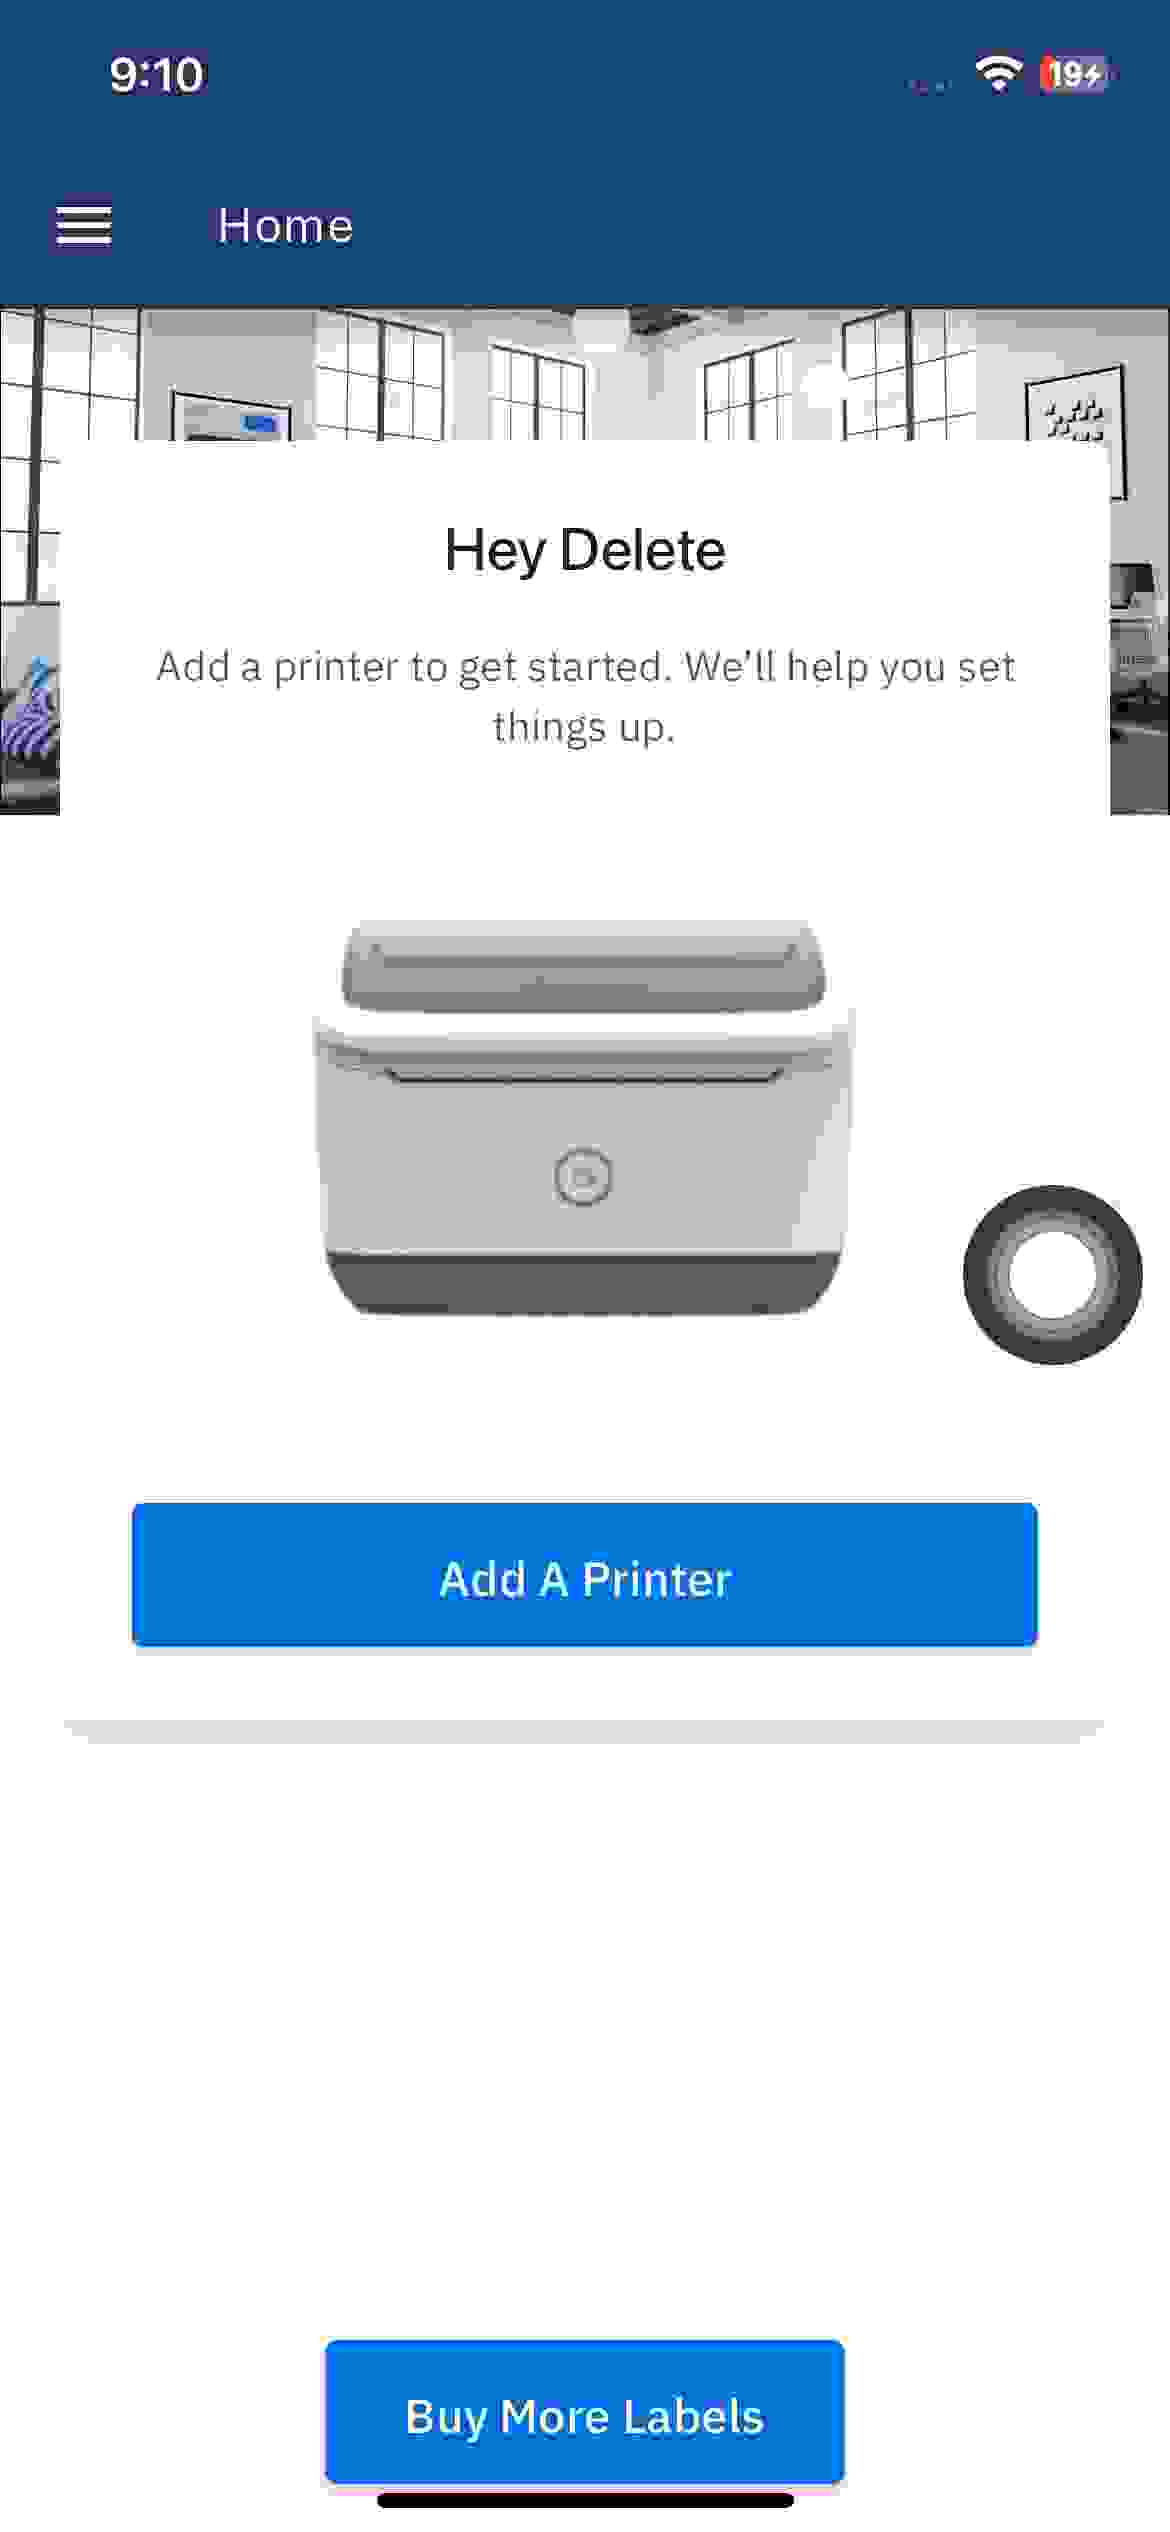 9:10
19
Home
Hey Delete
Add a printer to get started. We'll help you set
things up.
Add A Printer
Buy More Labels